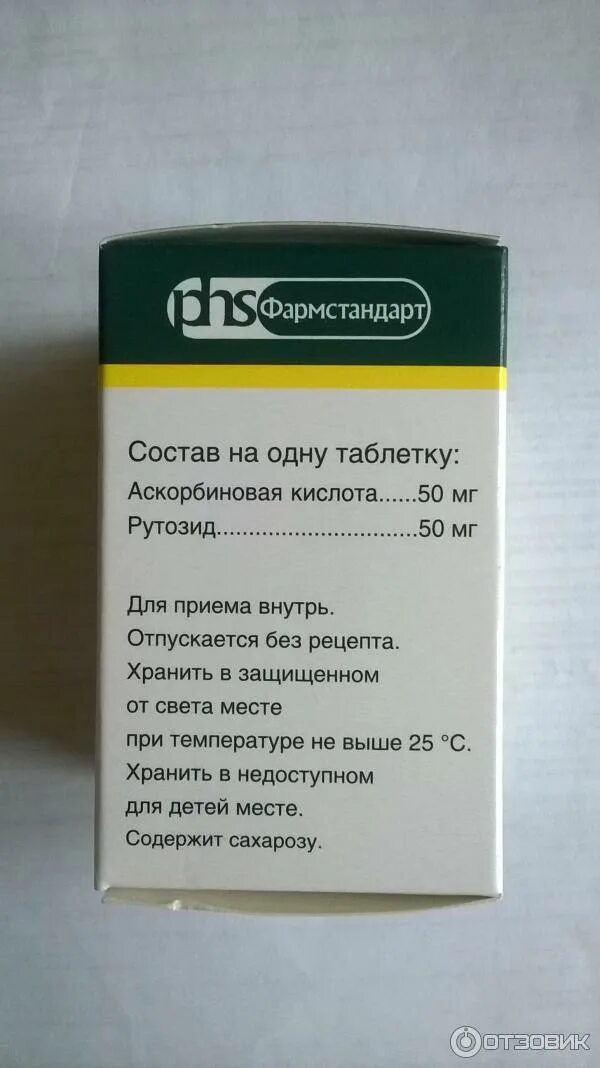 phs Фармстандарт
Состав на одну таблетку:
Аскорбиновая кислота......50 мг
Рутозид...............................50 мг
Для приема внутрь.
Отпускается без рецепта.
Хранить в защищенном
от света месте
при температуре не выше 25 °С.
Хранить в недоступном
для детей месте.
Содержит сахарозу.
ОТЗОВИК